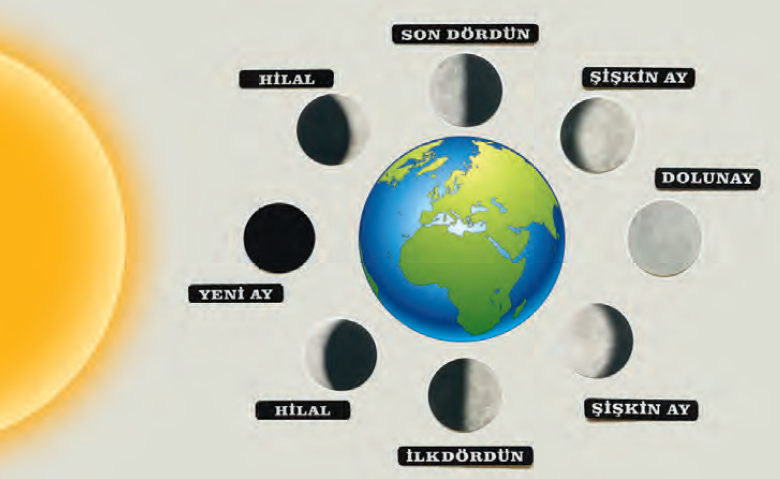 SON DÖRDÜN
HİLAL
ŞİŞKİN AY
DOLUNAY
YENİ AY
HİLAL
ŞİŞKİN AY
İLKDÖRDÜN